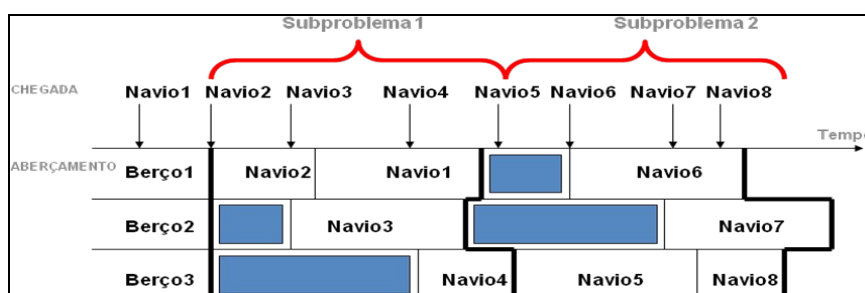 Subproblema 1 Subproblema 2
CHEGADA Navio1 Navio2 Navio3 Navio4 Navio5 Navio6 Navio7 Navio8
Tempo
ABERÇAMENTO Berço1 Navio2 Navio1 Navio6
Berço2 Navio3 Navio7
Berço3 Navio4 Navio5 Navio8